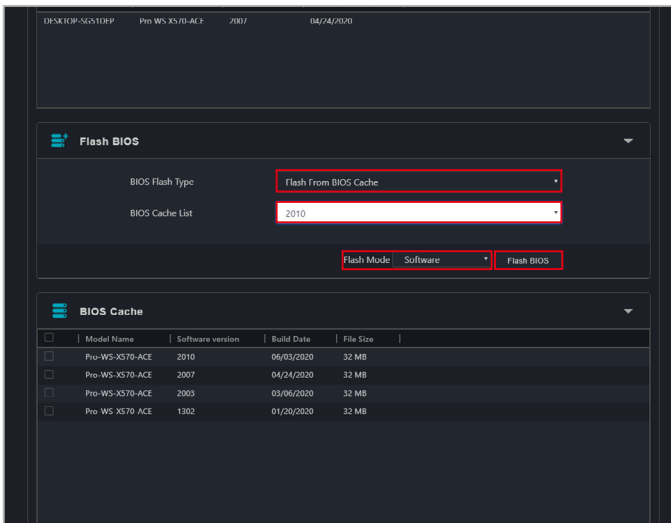 DESKTOP-SG51DEP Pro WS X570-ACE 2007 04/24/2020
Flash BIOS
BIOS Flash Type Flash From BIOS Cache
BIOS Cache List 2010
Flash Mode Software Flash BIOS
BIOS Cache
Model Name Software version Build Date File Size
Pro-WS-X570-ACE 2010 06/03/2020 32 MB
Pro-WS-X570-ACE 2007 04/24/2020 32 MB
Pro-WS-X570-ACE 2003 03/06/2020 32 MB
Pro-WS-X570-ACE 1302 01/20/2020 32 MB